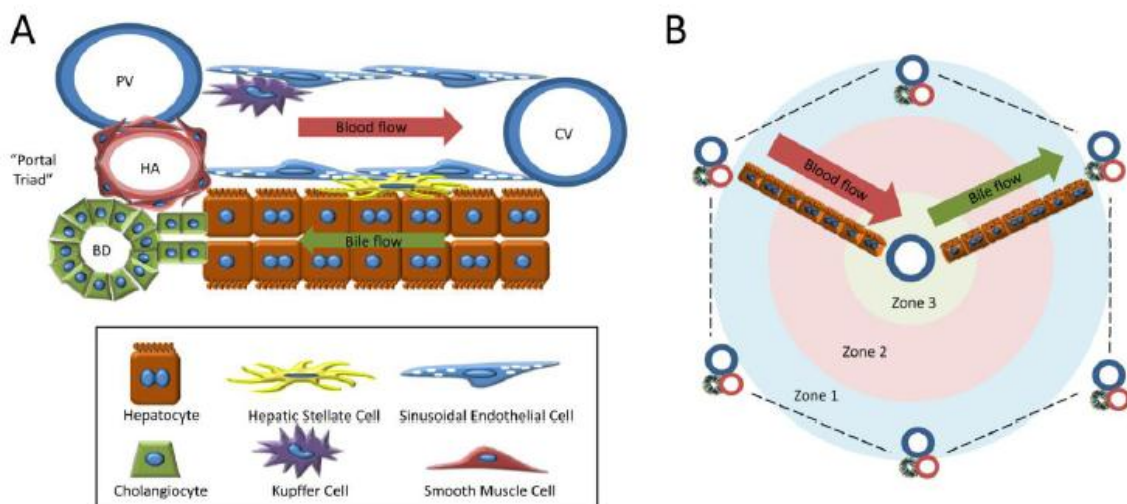 A
PV
HA
"Portal
Triad"
BD
Blood flow
CV
Bile flow
Hepatocyte
Hepatic Stellate Cell
Sinusoidal Endothelial Cell
Cholangiocyte
Kupffer Cell
Smooth Muscle Cell
B
Blood flow
Bile flow
Zone 3
Zone 2
Zone 1